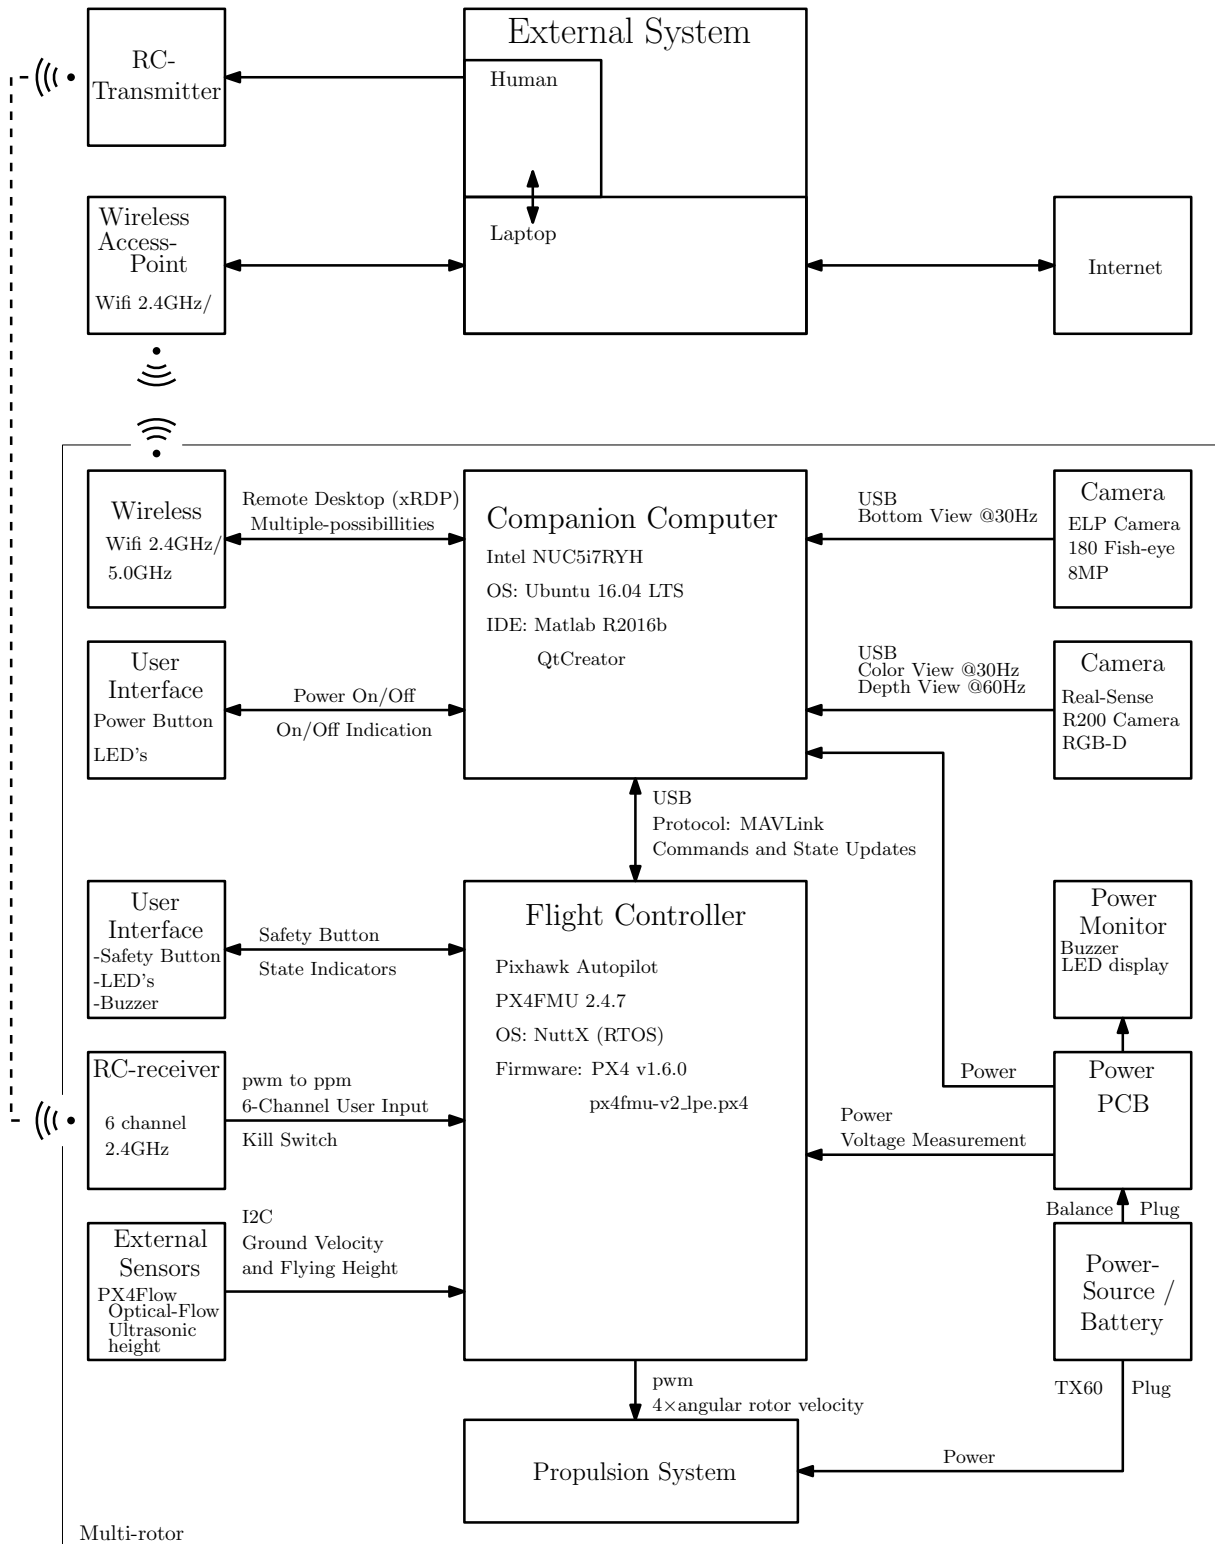 External System
RC-
Transmitter
Human
Wireless
Access-
Point
Wifi 2.4GHz/
Laptop
Internet
Wireless
Wifi 2.4GHz/
5.0GHz
Remote Desktop (xRDP)
Multiple-possibillities
Companion Computer
Intel NUC5i7RYH
OS: Ubuntu 16.04 LTS
IDE: Matlab R2016b
QtCreator
USB
Bottom View @30Hz
Camera
ELP Camera
180 Fish-eye
8MP
User
Interface
Power Button
LED's
Power On/Off
On/Off Indication
USB
Color View @30Hz
Depth View @60Hz
Camera
Real-Sense
R200 Camera
RGB-D
USB
Protocol: MAVLink
Commands and State Updates
User
Interface
-Safety Button
-LED's
-Buzzer
Safety Button
State Indicators
Flight Controller
Pixhawk Autopilot
PX4FMU 2.4.7
OS: NuttX (RTOS)
Firmware: PX4 v1.6.0
px4fmu-v2_lpe.px4
Power
Monitor
Buzzer
LED display
RC-receiver
6 channel
2.4GHz
pwm to ppm
6-Channel User Input
Kill Switch
Power
Power
Voltage Measurement
Power
PCB
Balance Plug
External
Sensors
PX4Flow
Optical-Flow
Ultrasonic
height
I2C
Ground Velocity
and Flying Height
Power-
Source /
Battery
TX60 Plug
pwm
4×angular rotor velocity
Propulsion System
Power
Multi-rotor